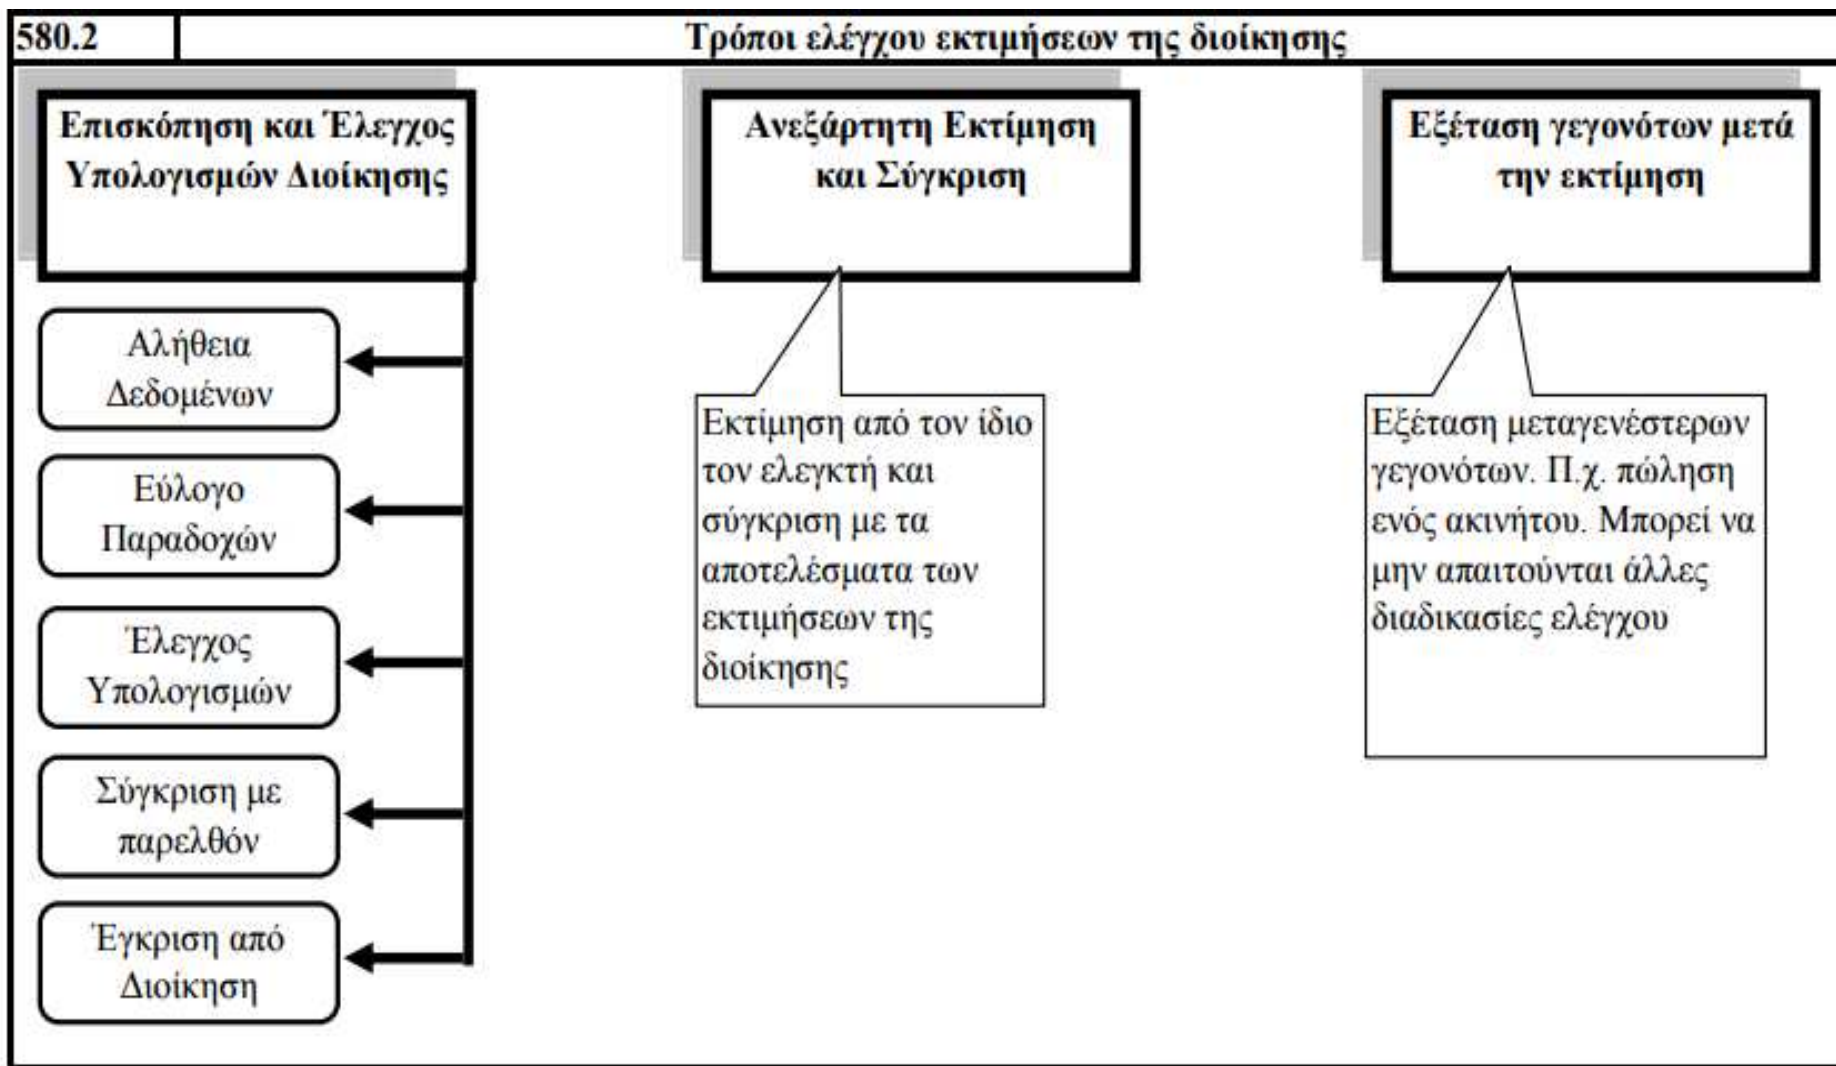 580.2
Τρόποι ελέγχου εκτιμήσεων της διοίκησης
Επισκόπηση και Έλεγχος
Υπολογισμών Διοίκησης
Αλήθεια
Δεδομένων
Εύλογο
Παραδοχών
Έλεγχος
Υπολογισμών
Σύγκριση με
παρελθόν
Έγκριση από
Διοίκηση
Ανεξάρτητη Εκτίμηση
και Σύγκριση
Εκτίμηση από τον ίδιο
τον ελεγκτή και
σύγκριση με τα
αποτελέσματα των
εκτιμήσεων της
διοίκησης
Εξέταση γεγονότων μετά
την εκτίμηση
Εξέταση μεταγενέστερων
γεγονότων. Π.χ. πώληση
ενός ακινήτου. Μπορεί να
μην απαιτούνται άλλες
διαδικασίες ελέγχου